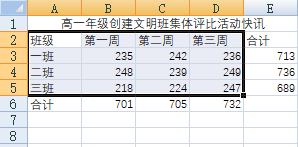 A B C D E
1 高一年级创建文明班集体评比活动快讯
2 班级 第一周 第二周 第三周 合计
3 一班 235 242 236 713
4 二班 248 239 249 736
5 三班 218 224 247 689
6 合计 701 705 732
7
8